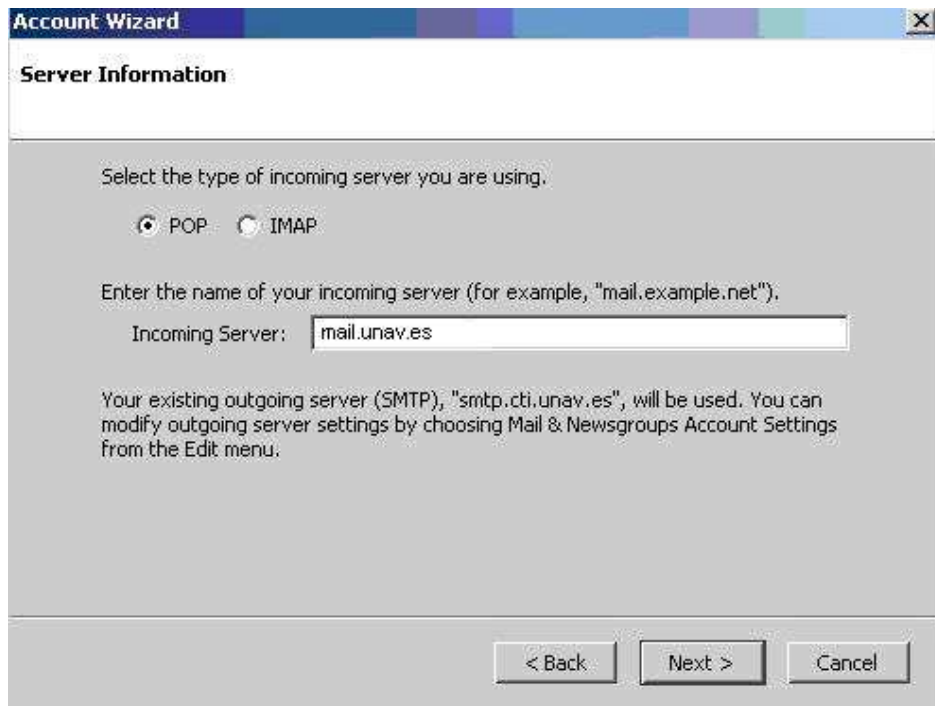 Account Wizard
Server Information
Select the type of incoming server you are using.
POP IMAP
Enter the name of your incoming server (for example, "mail.example.net").
Incoming Server: mail.unav.es
Your existing outgoing server (SMTP), "smtp.cti.unav.es", will be used. You can
modify outgoing server settings by choosing Mail & Newsgroups Account Settings
from the Edit menu.
< Back Next > Cancel